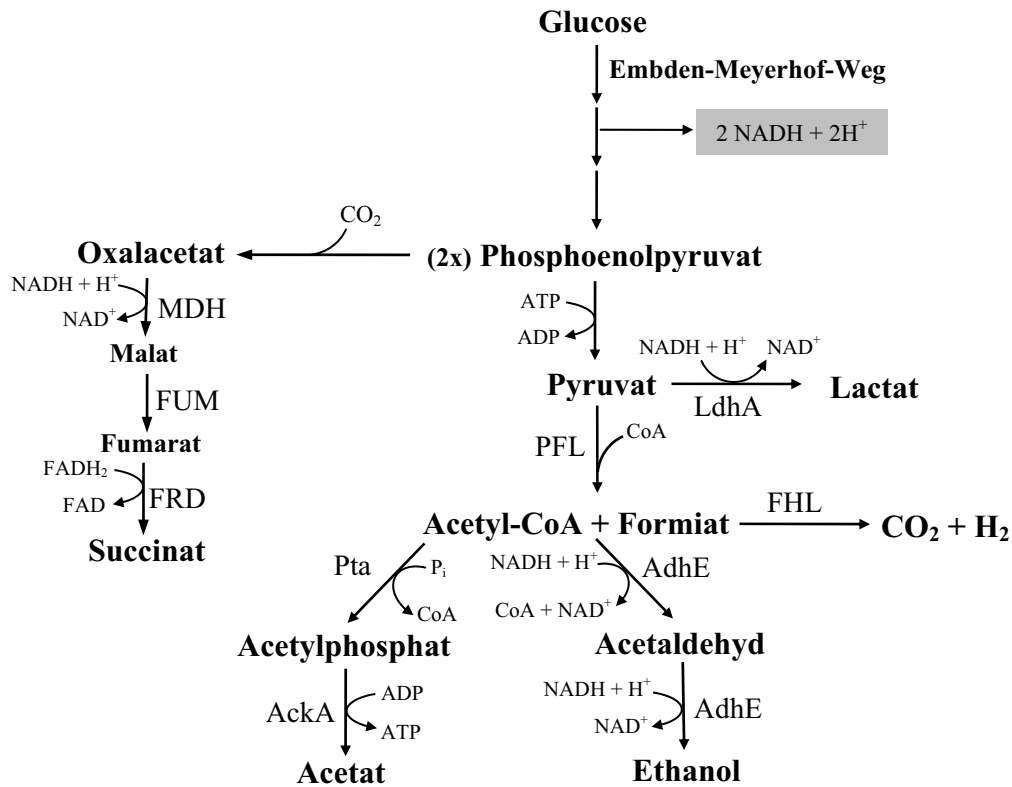 Glucose
Embden-Meyerhof-Weg
2 NADH + 2H⁺
CO₂
Oxalacetat
(2x) Phosphoenolpyruvat
NADH + H⁺
NAD⁺
MDH
ATP
ADP
Malat
NADH + H⁺
NAD⁺
Pyruvat
LdhA
Lactat
FUM
PFL
CoA
Fumarat
FADH₂
FAD
FRD
Succinat
Acetyl-CoA + Formiat
FHL
CO₂ + H₂
Pta
Pᵢ
CoA
NADH + H⁺
CoA + NAD⁺
AdhE
Acetylphosphat
Acetaldehyd
AckA
ADP
ATP
NADH + H⁺
NAD⁺
AdhE
Acetat
Ethanol